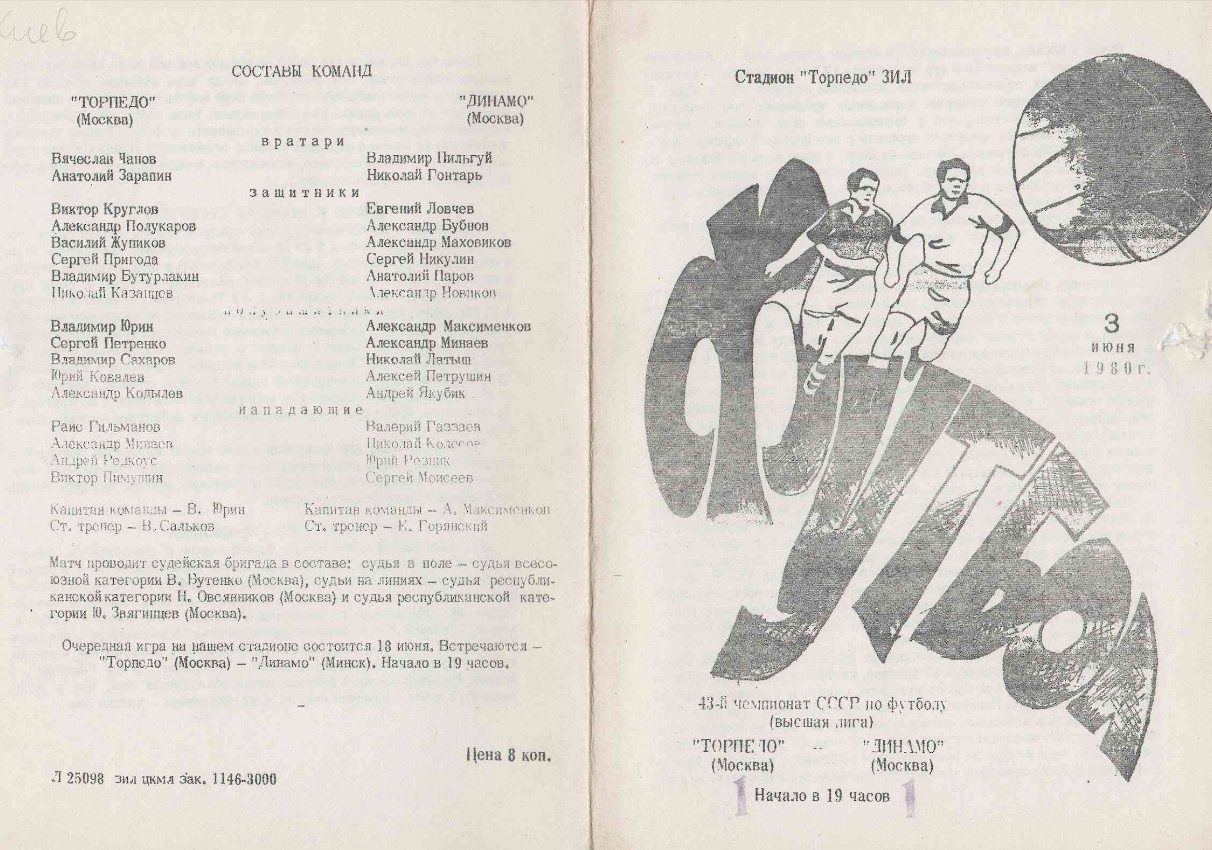 Киев
СОСТАВЫ КОМАНД
"ТОРПЕДО" "ДИНАМО"
(Москва) (Москва)
вратари
Вячеслав Чанов Владимир Пильгуй
Анатолий Зарапин Николай Гонтарь
защитники
Виктор Круглов Евгений Ловчев
Александр Полукаров Александр Бубнов
Василий Жупиков Александр Маховиков
Сергей Пригода Сергей Никулин
Владимир Бутурлакин Анатолий Паров
Николай Казанцев Александр Новиков
полузащитники
Владимир Юрин Александр Максименков
Сергей Петренко Александр Минаев
Владимир Сахаров Николай Латыш
Юрий Ковалев Алексей Петрушин
Александр Копылев Андрей Якубик
нападающие
Раис Гильманов Валерий Газзаев
Александр Минаев Николай Колесов
Андрей Редкоус Юрий Резник
Виктор Пимушин Сергей Моисеев
Капитан команды – В. Юрин Капитан команды – А. Максименков
Ст. тренер – В. Сальков Ст. тренер – Е. Горянский
Матч проводит судейская бригада в составе: судья в поле – судья всесо-
юзной категории В. Бутенко (Москва), судьи на линиях – судья республи-
канской категории Н. Овсянников (Москва) и судья республиканской кате-
гории Ю. Звягинцев (Москва).
Очередная игра на нашем стадионе состоится 18 июня. Встречаются –
"Торпедо" (Москва) – "Динамо" (Минск). Начало в 19 часов.
Цена 8 коп.
Л 25098 зил цкмл зак. 1146-3000
Стадион "Торпедо" ЗИЛ
3
июня
1980г.
футбол
43-й чемпионат СССР по футболу
(высшая лига)
"ТОРПЕДО" – "ДИНАМО"
(Москва) (Москва)
1 Начало в 19 часов 1